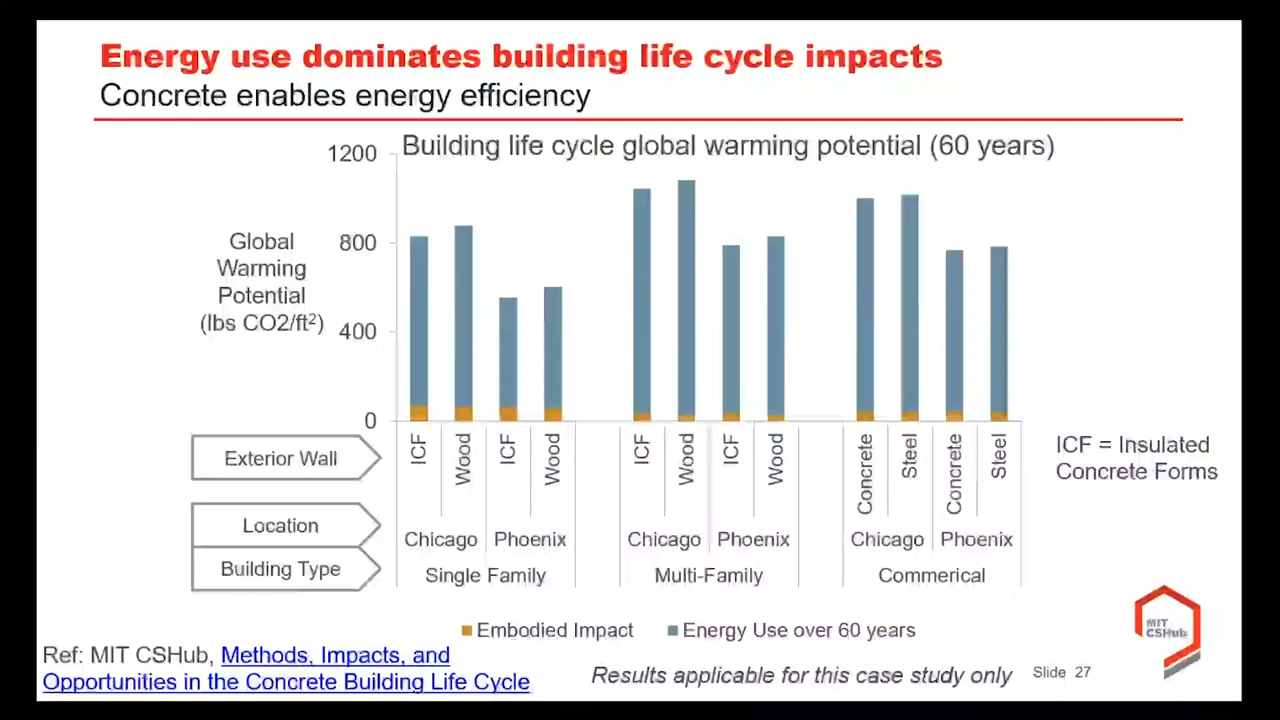 Energy use dominates building life cycle impacts
Concrete enables energy efficiency
Building life cycle global warming potential (60 years)
1200
800
400
0
Global
Warming
Potential
(lbs CO2/ft²)
Exterior Wall
ICF Wood ICF Wood ICF Wood ICF Wood Concrete Steel Concrete Steel
ICF = Insulated
Concrete Forms
Location
Chicago Phoenix Chicago Phoenix Chicago Phoenix
Building Type
Single Family Multi-Family Commerical
Embodied Impact Energy Use over 60 years
MIT
CSHub
Ref: MIT CSHub, Methods, Impacts, and
Opportunities in the Concrete Building Life Cycle
Results applicable for this case study only
Slide 27